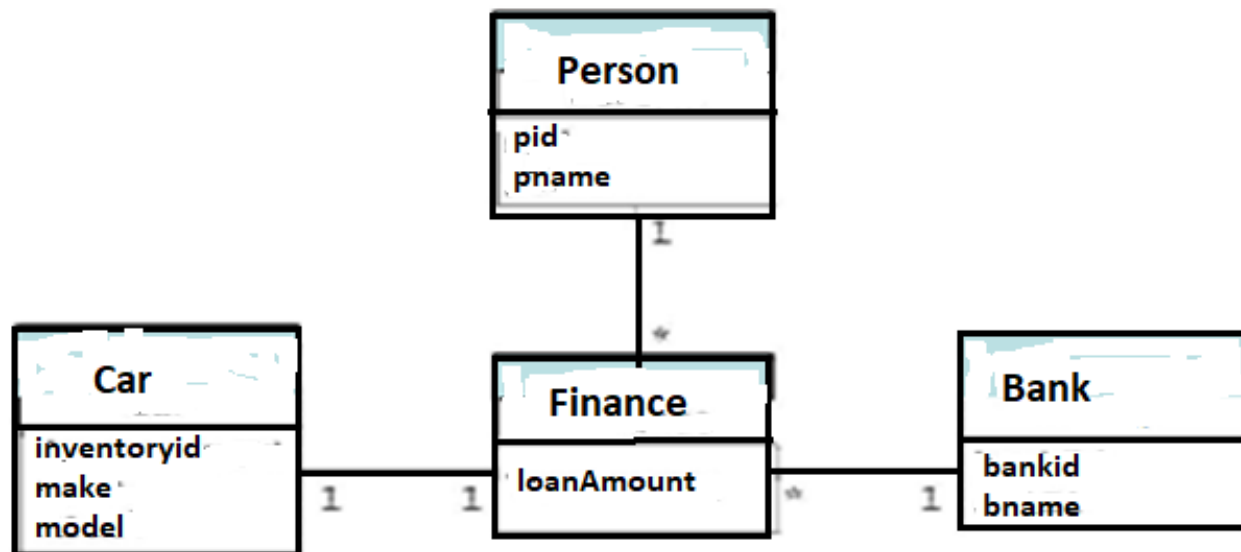 Person
pid
pname
1
*
Car
inventoryid
make
model
1
1
Finance
loanAmount
*
1
Bank
bankid
bname